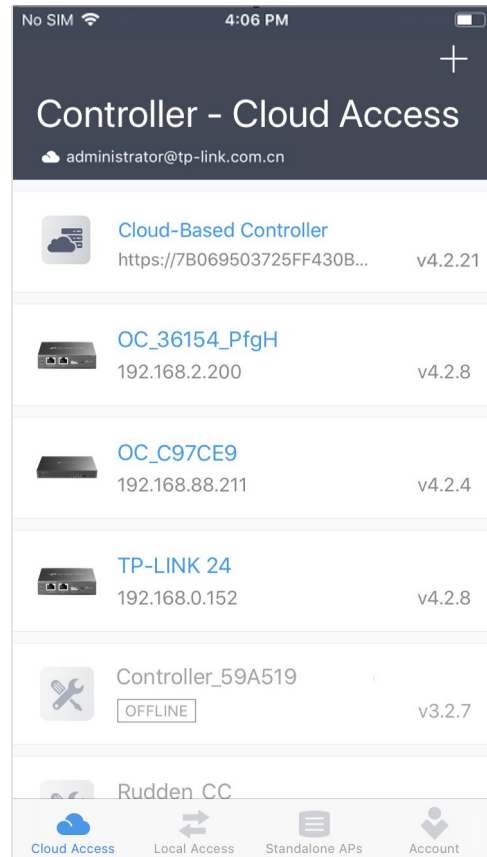 No SIM 4:06 PM
Controller - Cloud Access
administrator@tp-link.com.cn
Cloud-Based Controller
https://7B069503725FF430B... v4.2.21
OC_36154_PfgH
192.168.2.200 v4.2.8
OC_C97CE9
192.168.88.211 v4.2.4
TP-LINK 24
192.168.0.152 v4.2.8
Controller_59A519
OFFLINE v3.2.7
Rudden_CC
Cloud Access Local Access Standalone APs Account